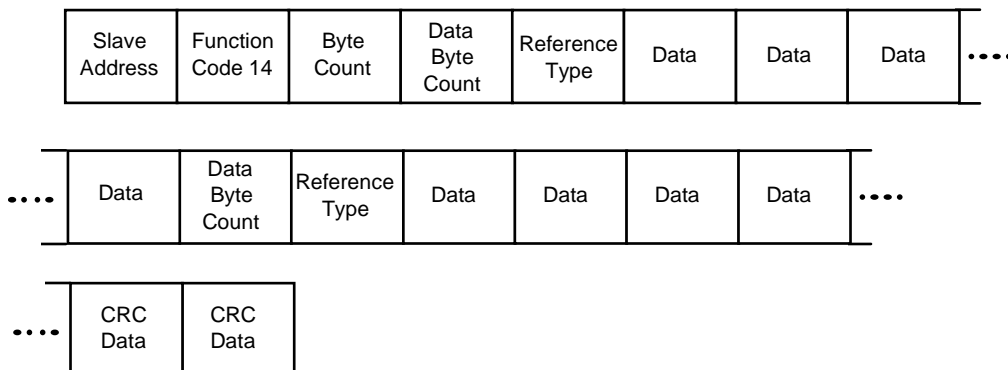 Slave Address
Function Code 14
Byte Count
Data Byte Count
Reference Type
Data
Data
Data
Data
Data Byte Count
Reference Type
Data
Data
Data
Data
CRC Data
CRC Data